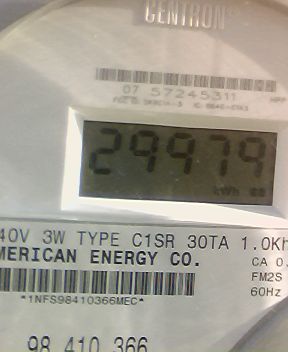 CENTRON
07 57245311
29979
kWh
40V 3W TYPE C1SR 30TA 1.0Kh
MERICAN ENERGY CO.
CA 0.
FM2S
60Hz
*1NFS98410366MEC*
98 410 366